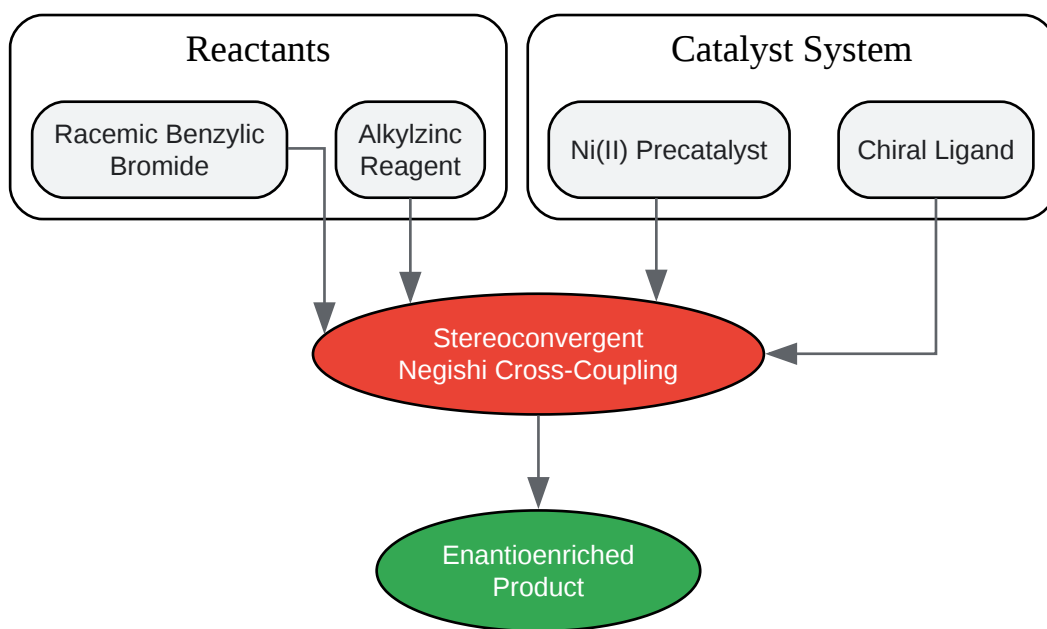 Reactants
Catalyst System
Racemic Benzylic
Bromide
Alkylzinc
Reagent
Ni(II) Precatalyst
Chiral Ligand
Stereoconvergent
Negishi Cross-Coupling
Enantioenriched
Product